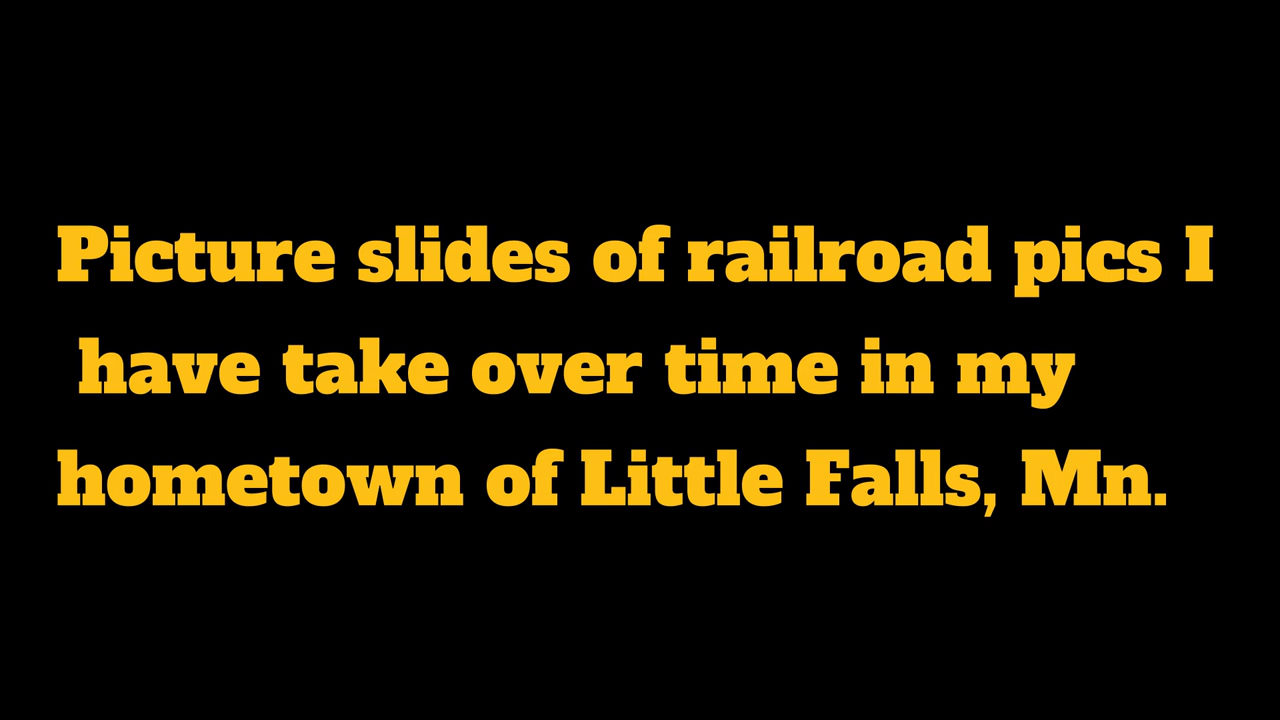 Picture slides of railroad pics I
have take over time in my
hometown of Little Falls, Mn.